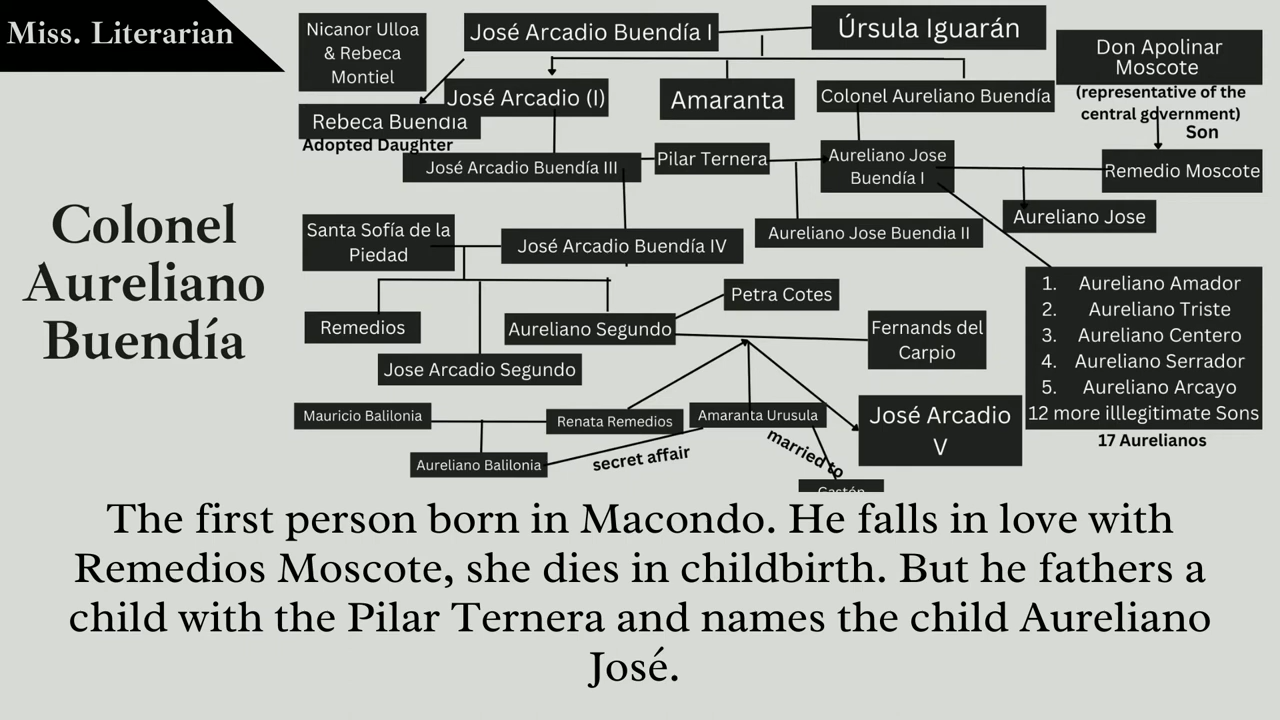 Miss. Literarian
Colonel
Aureliano
Buendía
Nicanor Ulloa
& Rebeca
Montiel
José Arcadio Buendía I
Úrsula Iguarán
Don Apolinar
Moscote
(representative of the
central government)
Son
José Arcadio (I)
Amaranta
Colonel Aureliano Buendía
Rebeca Buendia
Adopted Daughter
José Arcadio Buendía III
Pilar Ternera
Aureliano Jose
Buendía I
Remedio Moscote
Aureliano Jose
Santa Sofía de la
Piedad
José Arcadio Buendía IV
Aureliano Jose Buendia II
Petra Cotes
Remedios
Aureliano Segundo
Fernands del
Carpio
Jose Arcadio Segundo
1. Aureliano Amador
2. Aureliano Triste
3. Aureliano Centero
4. Aureliano Serrador
5. Aureliano Arcayo
12 more illlegitimate Sons
17 Aurelianos
Mauricio Balilonia
Renata Remedios
Amaranta Urusula
José Arcadio
V
Aureliano Balilonia
secret affair
married to
Gastón
The first person born in Macondo. He falls in love with
Remedios Moscote, she dies in childbirth. But he fathers a
child with the Pilar Ternera and names the child Aureliano
José.